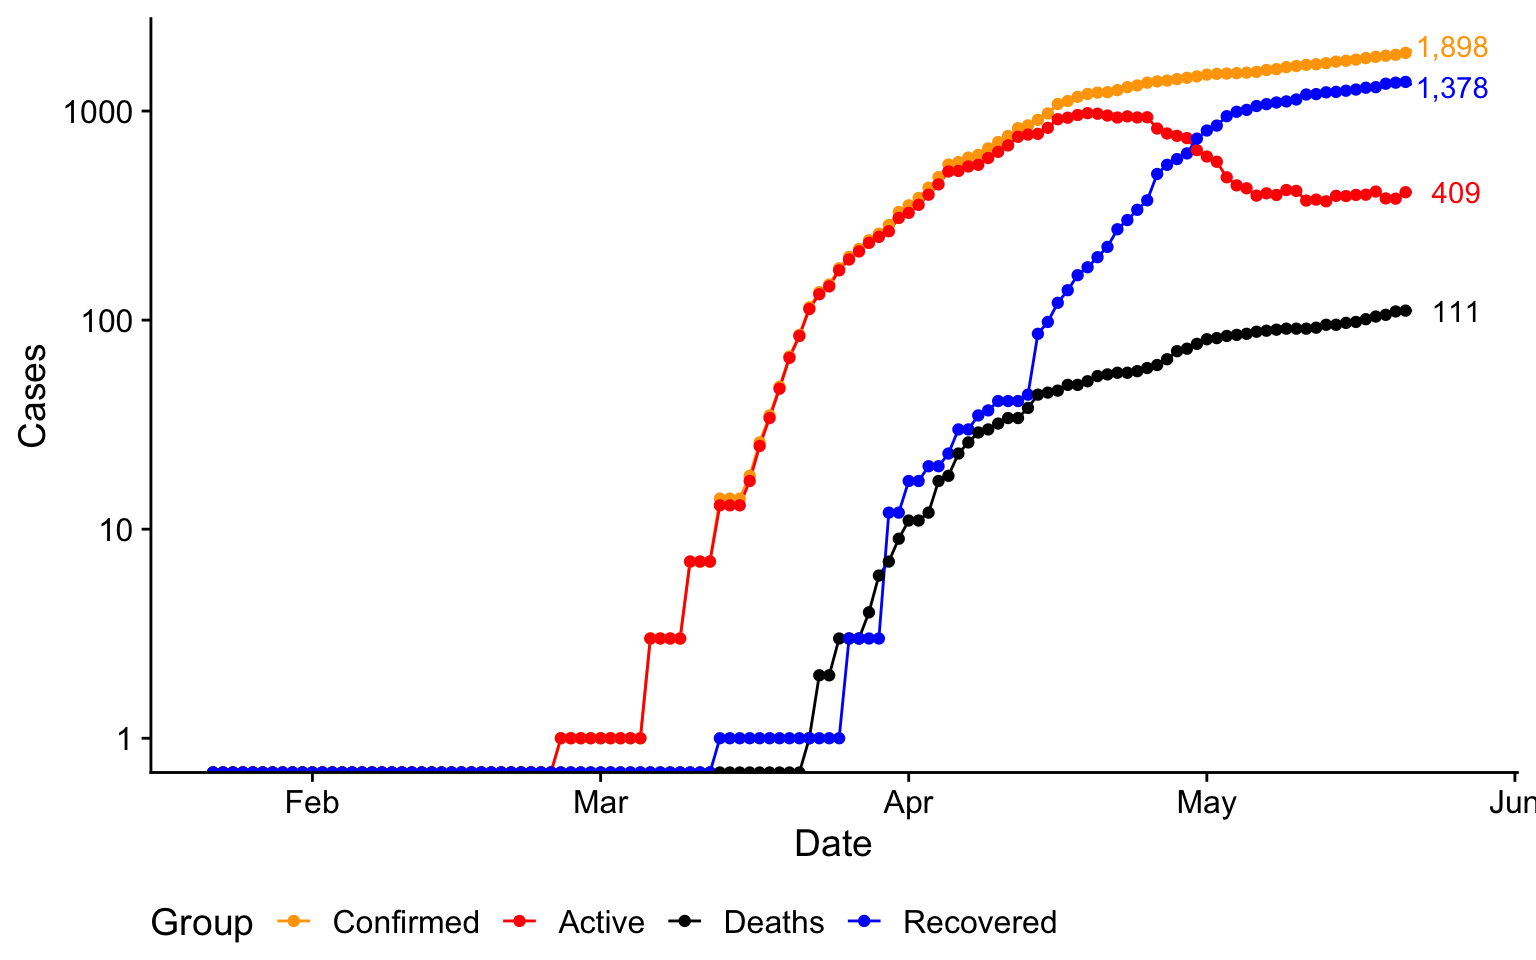 1,898
1,378
409
111
1000
100
10
1
Cases
Feb Mar Apr May Jun
Date
Group Confirmed Active Deaths Recovered